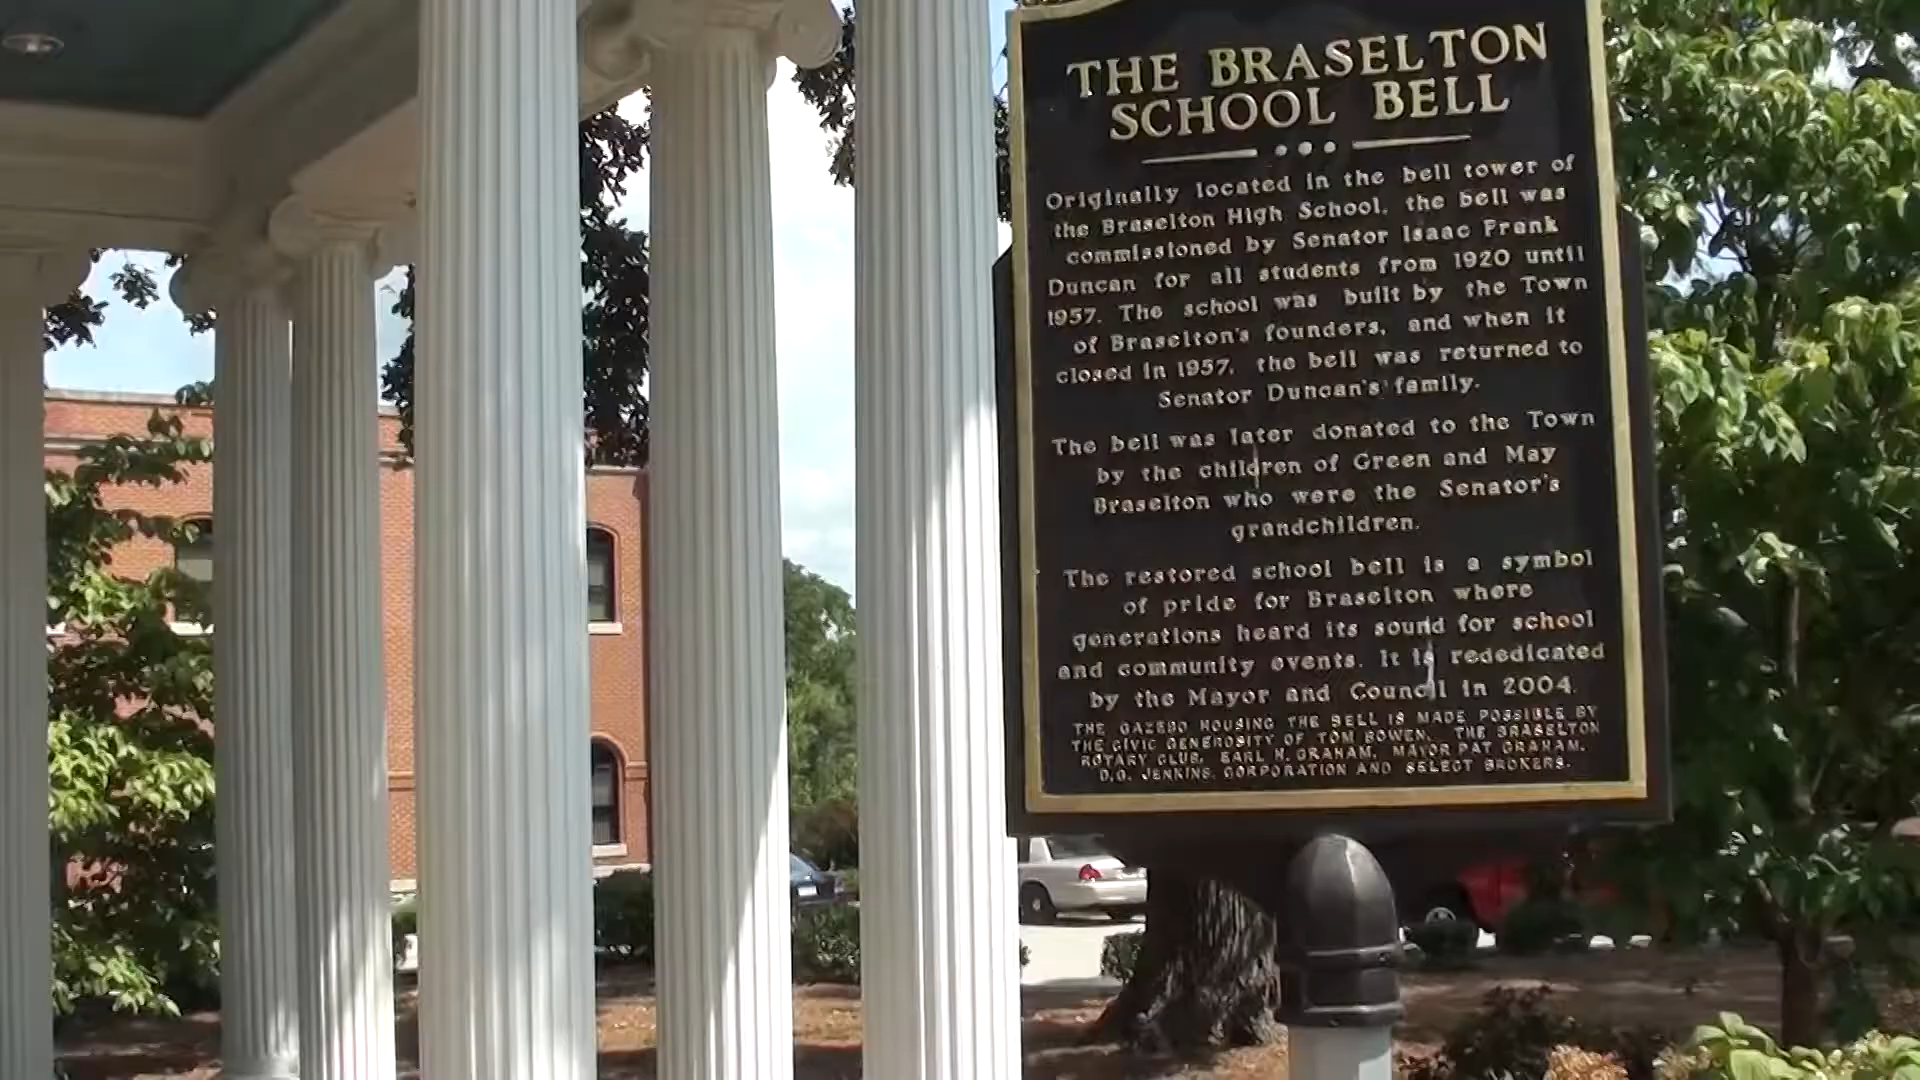 THE BRASELTON
SCHOOL BELL
Originally located in the bell tower of
the Braselton High School, the bell was
commissioned by Senator Isaac Frank
Duncan for all students from 1920 until
1957. The school was built by the Town
of Braselton's founders, and when it
closed in 1957, the bell was returned to
Senator Duncan's family.
The bell was later donated to the Town
by the children of Green and May
Braselton who were the Senator's
grandchildren.
The restored school bell is a symbol
of pride for Braselton where
generations heard its sound for school
and community events. It is rededicated
by the Mayor and Council in 2004.
THE GAZEBO HOUSING THE BELL IS MADE POSSIBLE BY
THE CIVIC GENEROSITY OF TOM BOWEN, THE BRASELTON
ROTARY CLUB, EARL H. GRAHAM, MAYOR PAT GRAHAM,
D.G. JENKINS, CORPORATION AND SELECT BROKERS.